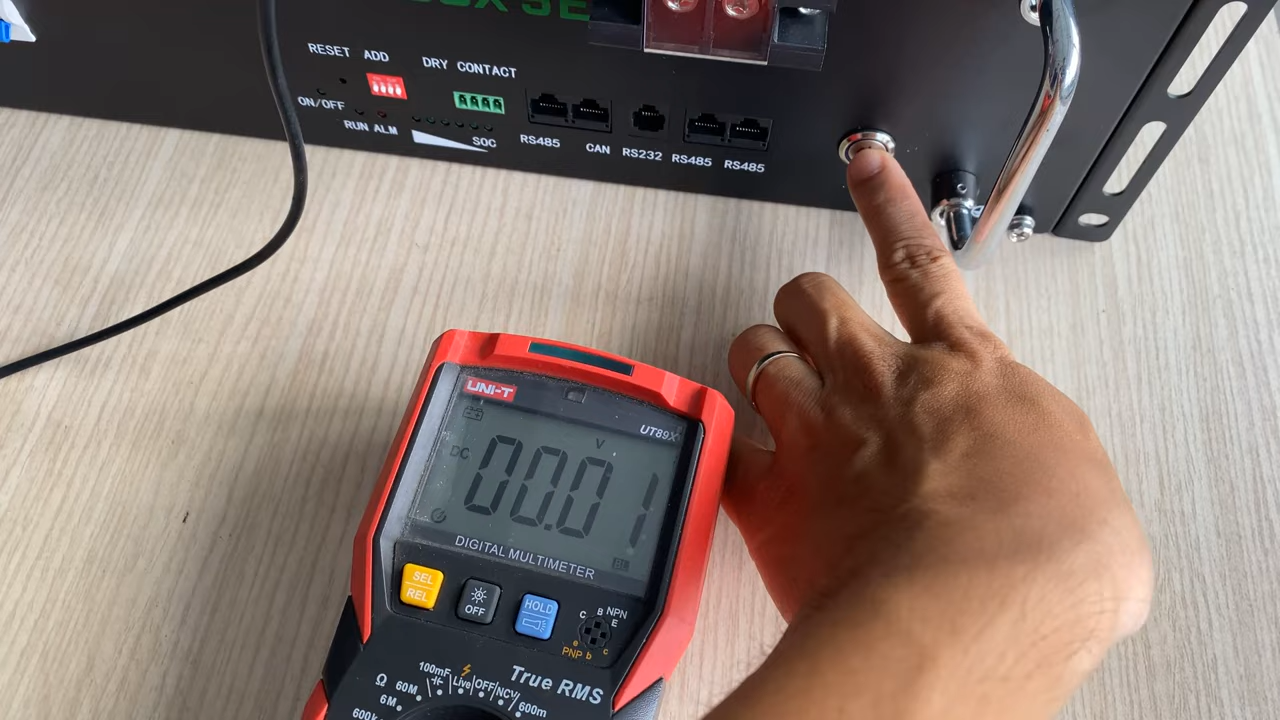 RESET ADD
DRY CONTACT
ON/OFF
RUN ALM
SOC
RS485
CAN
RS232
RS485
RS485
UNI-T
UT89X
V
DC
00.01
DIGITAL MULTIMETER
SEL
REL
OFF
HOLD
C B NPN
E
PNP b c
True RMS
100mF
Live
OFF
NCV
600m
Ω
60M
6M
600k